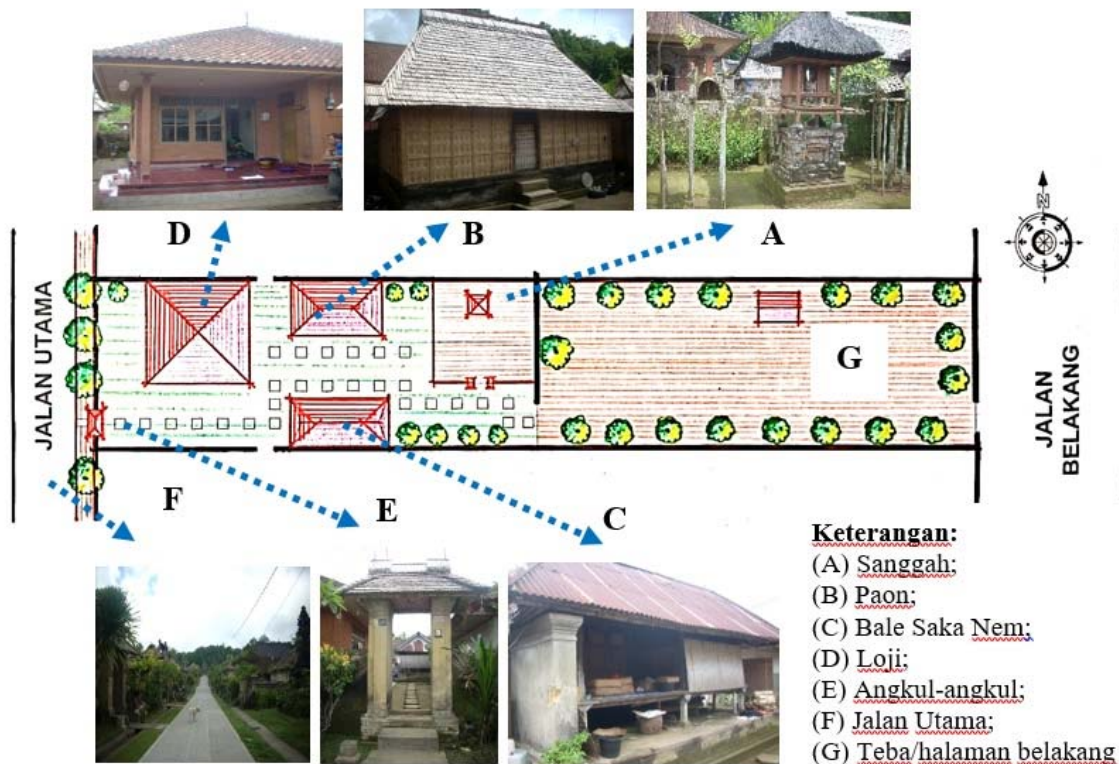 D
B
A
N
JALAN UTAMA
G
JALAN
BELAKANG
F
E
C
Keterangan:
(A) Sanggah;
(B) Paon;
(C) Bale Saka Nem;
(D) Loji;
(E) Angkul-angkul;
(F) Jalan Utama;
(G) Teba/halaman belakang